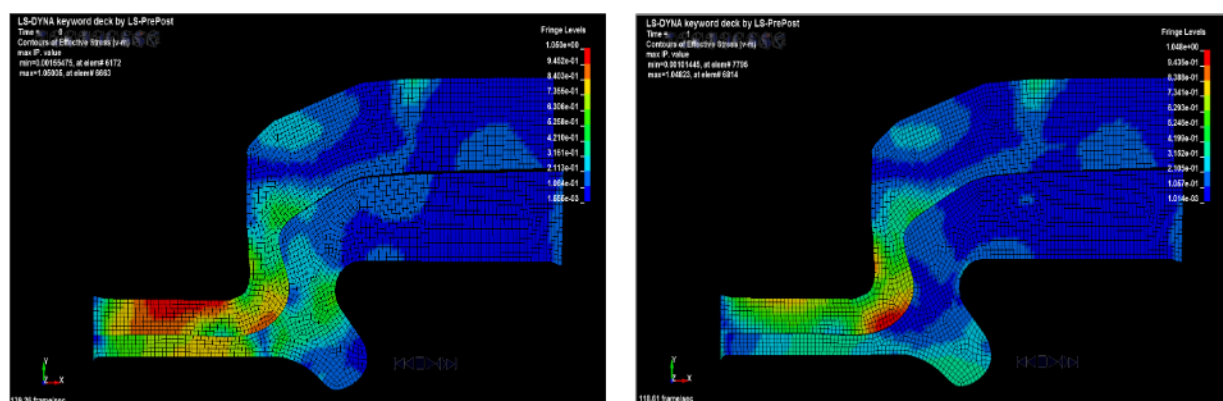 LS-DYNA keyword deck by LS-PrePost
Time = 0
Contours of Effective Stress (v-m)
max IP. value
min=0.00155475, at elem# 6172
max=1.05005, at elem# 6663
Fringe Levels
1.050e+00
9.452e-01
8.403e-01
7.355e-01
6.306e-01
5.258e-01
4.210e-01
3.161e-01
2.113e-01
1.064e-01
Y
Z X
LS-DYNA keyword deck by LS-PrePost
Time = 1
Contours of Effective Stress (v-m)
max IP. value
min=0.00101445, at elem# 7706
max=1.04823, at elem# 6814
Fringe Levels
1.048e+00
9.435e-01
8.388e-01
7.341e-01
6.293e-01
5.246e-01
4.199e-01
3.152e-01
2.105e-01
1.057e-01
1.014e-03
Y
Z X